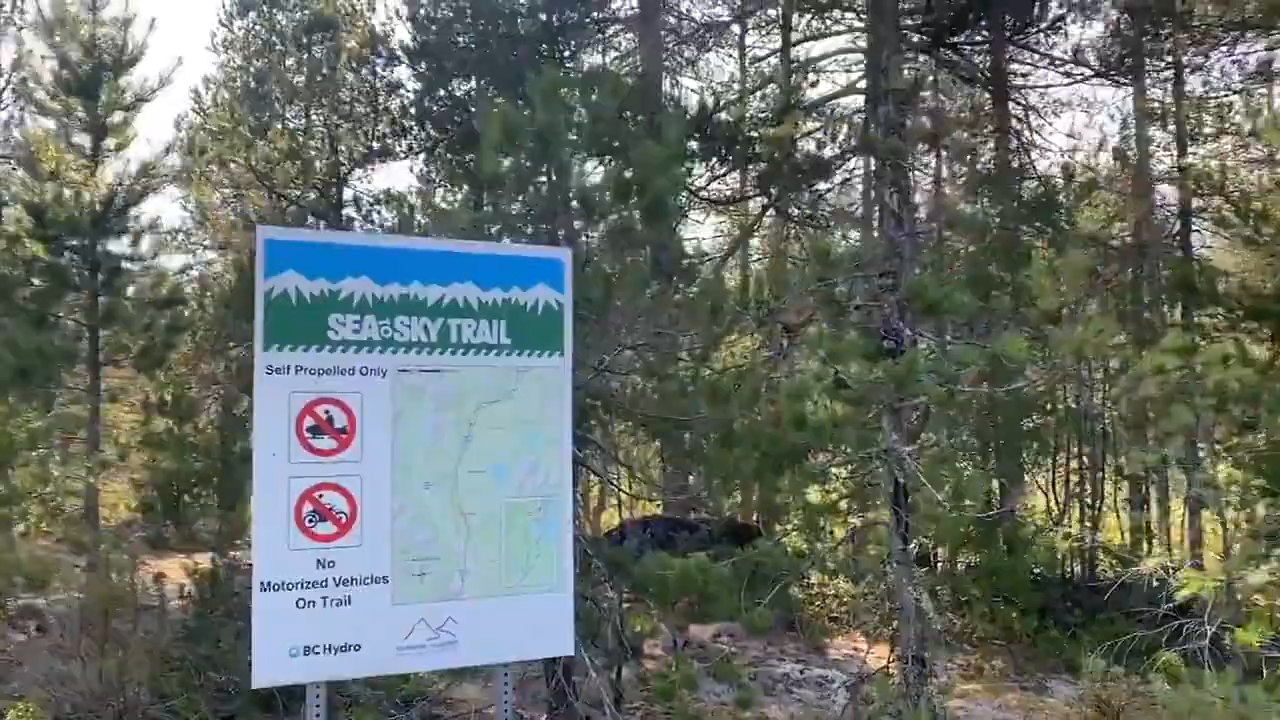 SEA TO SKY TRAIL
Self Propelled Only
No
Motorized Vehicles
On Trail
BC Hydro